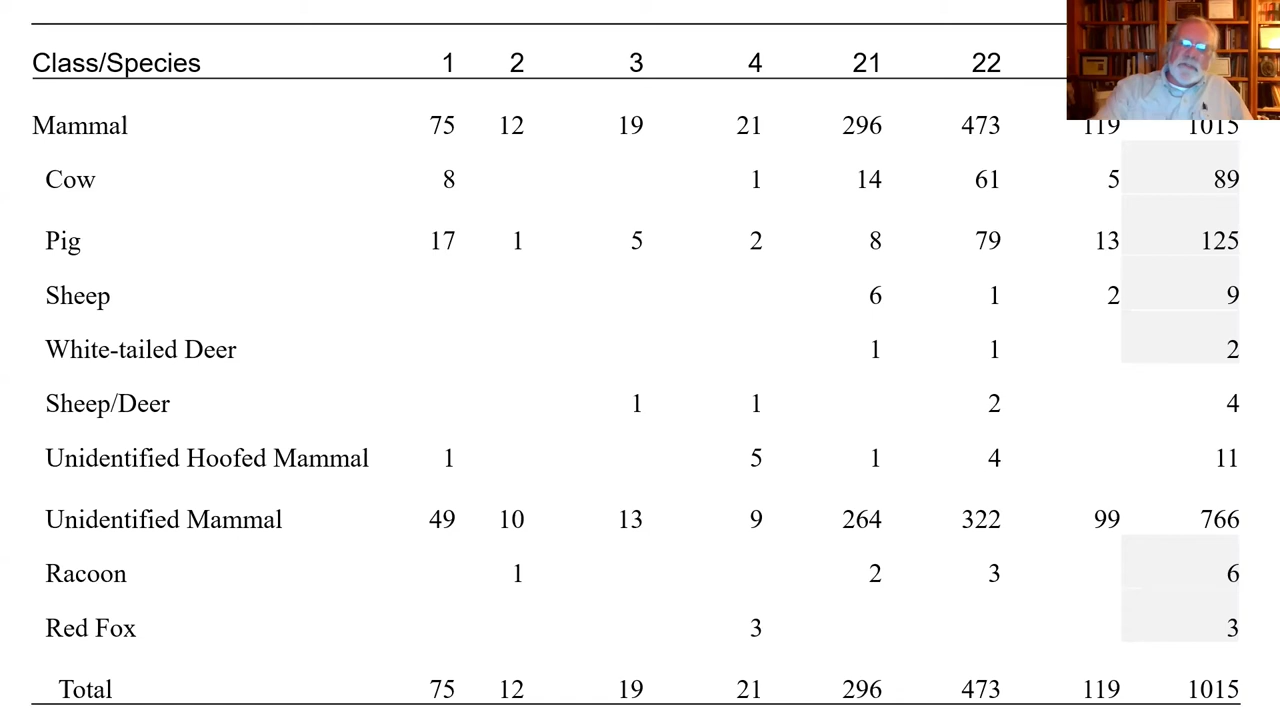 Class/Species 1 2 3 4 21 22
Mammal 75 12 19 21 296 473 119 1015
Cow 8 1 14 61 5 89
Pig 17 1 5 2 8 79 13 125
Sheep 6 1 2 9
White-tailed Deer 1 1 2
Sheep/Deer 1 1 2 4
Unidentified Hoofed Mammal 1 5 1 4 11
Unidentified Mammal 49 10 13 9 264 322 99 766
Racoon 1 2 3 6
Red Fox 3 3
Total 75 12 19 21 296 473 119 1015